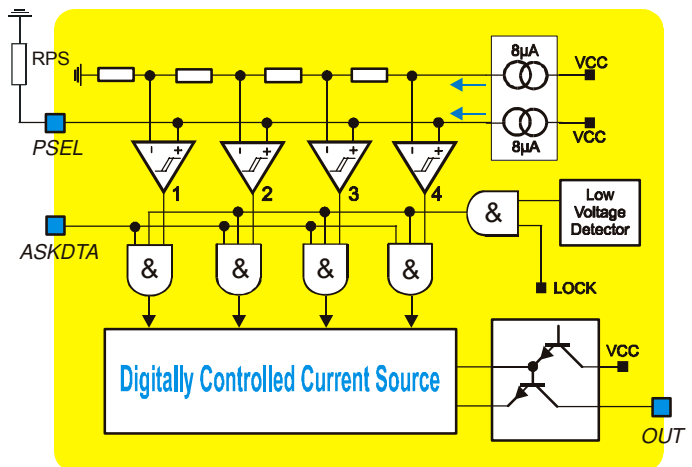 RPS
8µA
VCC
- +
- +
- +
- +
VCC
8µA
PSEL
1
2
3
4
&
Low
Voltage
Detector
ASKDTA
&
&
&
&
LOCK
Digitally Controlled Current Source
VCC
OUT